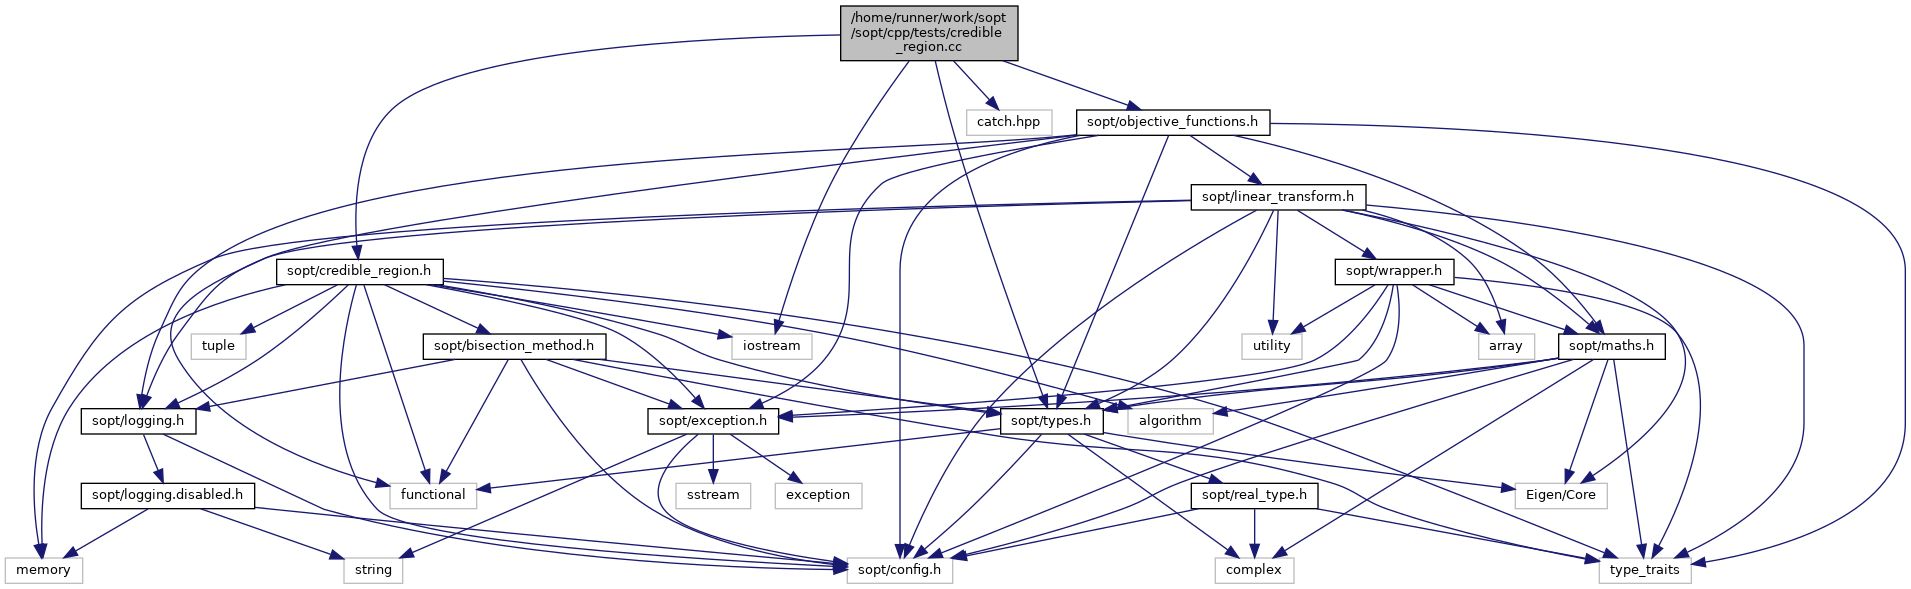 /home/runner/work/sopt
/sopt/cpp/tests/credible
_region.cc
catch.hpp
sopt/objective_functions.h
sopt/linear_transform.h
sopt/credible_region.h
sopt/wrapper.h
tuple
sopt/bisection_method.h
iostream
utility
array
sopt/maths.h
sopt/logging.h
sopt/exception.h
sopt/types.h
algorithm
sopt/logging.disabled.h
functional
sstream
exception
sopt/real_type.h
Eigen/Core
memory
string
sopt/config.h
complex
type_traits